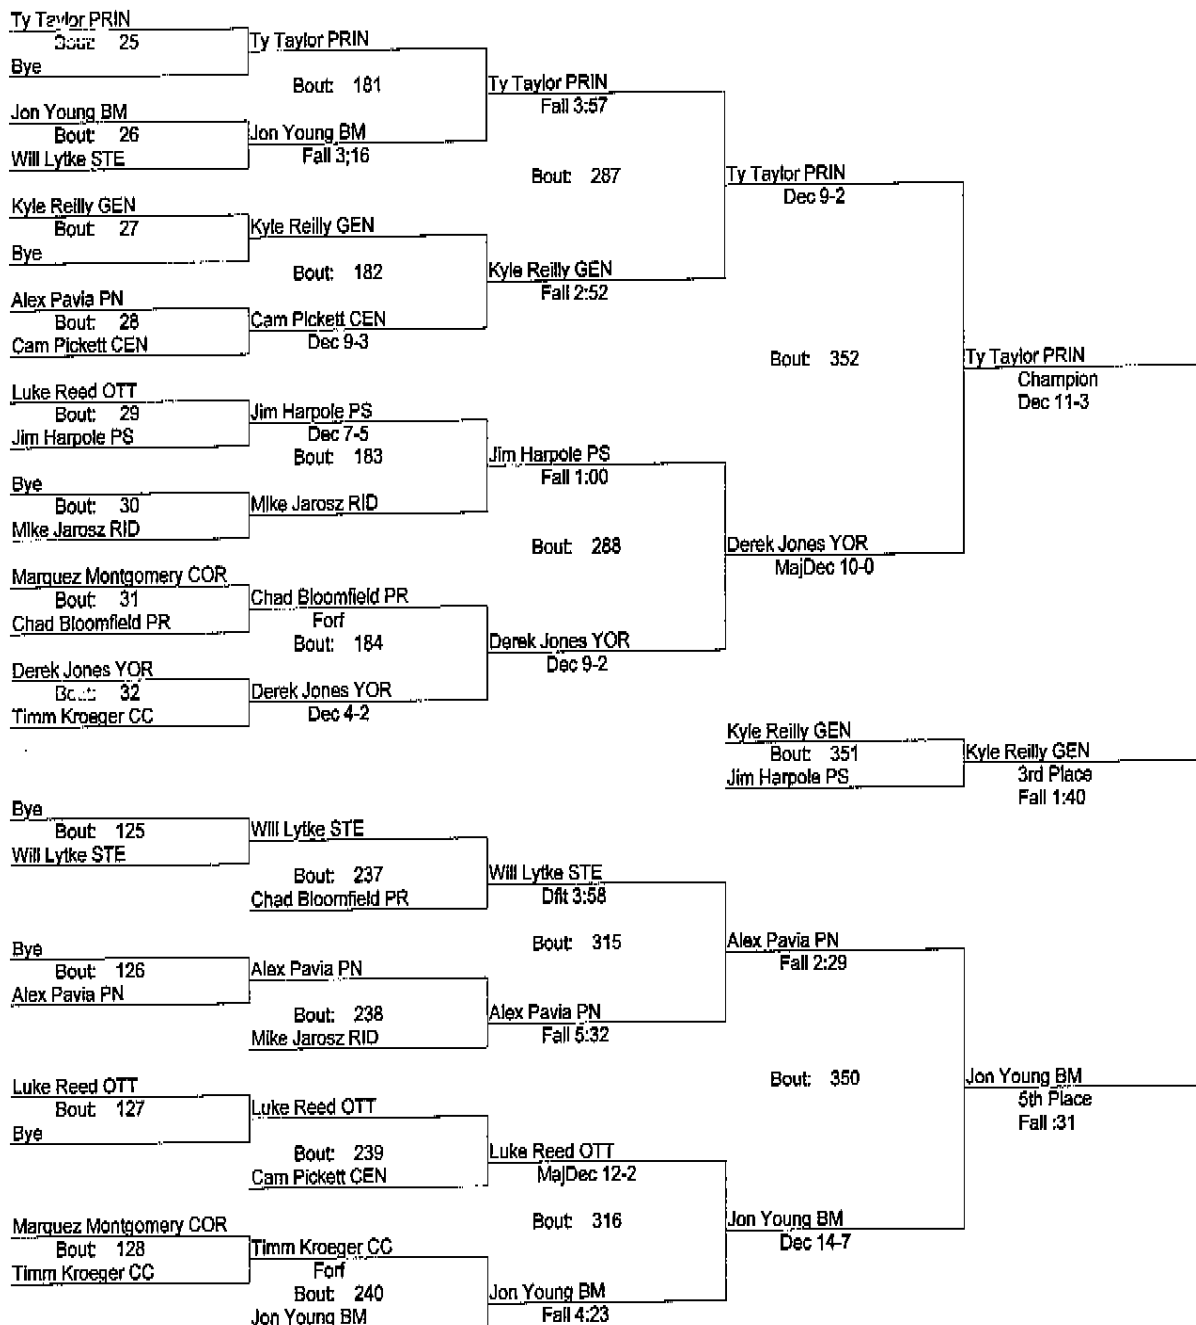 Ty Taylor PRIN
Bout: 25
Bye
Ty Taylor PRIN
Bout: 181
Jon Young BM
Bout: 26
Will Lytke STE
Jon Young BM
Fall 3;16
Ty Taylor PRIN
Fall 3:57
Bout: 287
Kyle Reilly GEN
Bout: 27
Bye
Kyle Reilly GEN
Bout: 182
Alex Pavia PN
Bout: 28
Cam Pickett CEN
Cam Pickett CEN
Dec 9-3
Kyle Reilly GEN
Fall 2:52
Ty Taylor PRIN
Dec 9-2
Bout: 352
Ty Taylor PRIN
Champion
Dec 11-3
Luke Reed OTT
Bout: 29
Jim Harpole PS
Jim Harpole PS
Dec 7-5
Bout: 183
Bye
Bout: 30
Mike Jarosz RID
Mike Jarosz RID
Jim Harpole PS
Fall 1:00
Bout: 288
Marquez Montgomery COR
Bout: 31
Chad Bloomfield PR
Chad Bloomfield PR
Forf
Bout: 184
Derek Jones YOR
Bout: 32
Timm Kroeger CC
Derek Jones YOR
Dec 4-2
Derek Jones YOR
Dec 9-2
Derek Jones YOR
MajDec 10-0
Kyle Reilly GEN
Bout: 351
Jim Harpole PS
Kyle Reilly GEN
3rd Place
Fall 1:40
Bye
Bout: 125
Will Lytke STE
Will Lytke STE
Bout: 237
Chad Bloomfield PR
Will Lytke STE
Dflt 3:58
Bout: 315
Bye
Bout: 126
Alex Pavia PN
Alex Pavia PN
Bout: 238
Mike Jarosz RID
Alex Pavia PN
Fall 5:32
Alex Pavia PN
Fall 2:29
Bout: 350
Jon Young BM
5th Place
Fall :31
Luke Reed OTT
Bout: 127
Bye
Luke Reed OTT
Bout: 239
Cam Pickett CEN
Luke Reed OTT
MajDec 12-2
Bout: 316
Marquez Montgomery COR
Bout: 128
Timm Kroeger CC
Timm Kroeger CC
Forf
Bout: 240
Jon Young BM
Jon Young BM
Fall 4:23
Jon Young BM
Dec 14-7